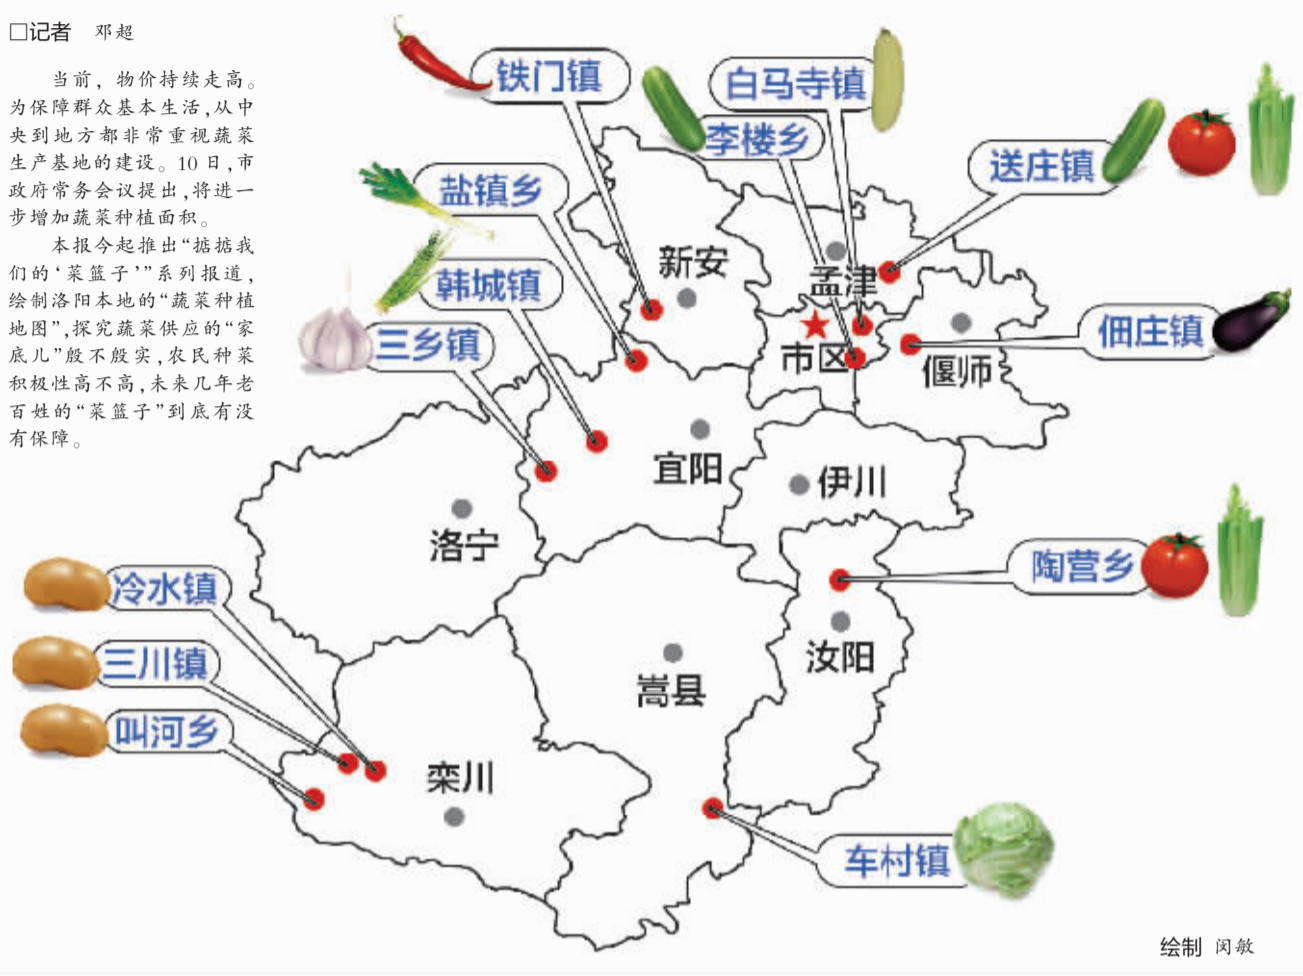 □记者 邓超
当前，物价持续走高。
为保障群众基本生活，从中
央到地方都非常重视蔬菜
生产基地的建设。10日，市
政府常务会议提出，将进一
步增加蔬菜种植面积。
本报今起推出“掂掂我
们的‘菜篮子’”系列报道，
绘制洛阳本地的“蔬菜种植
地图”，探究蔬菜供应的“家
底儿”殷不殷实，农民种菜
积极性高不高，未来几年老
百姓的“菜篮子”到底有没
有保障。
铁门镇
白马寺镇
李楼乡
送庄镇
盐镇乡
新安
孟津
韩城镇
三乡镇
市区
偃师
佃庄镇
宜阳
伊川
洛宁
陶营乡
冷水镇
汝阳
三川镇
嵩县
叫河乡
栾川
车村镇
绘制 闵敏